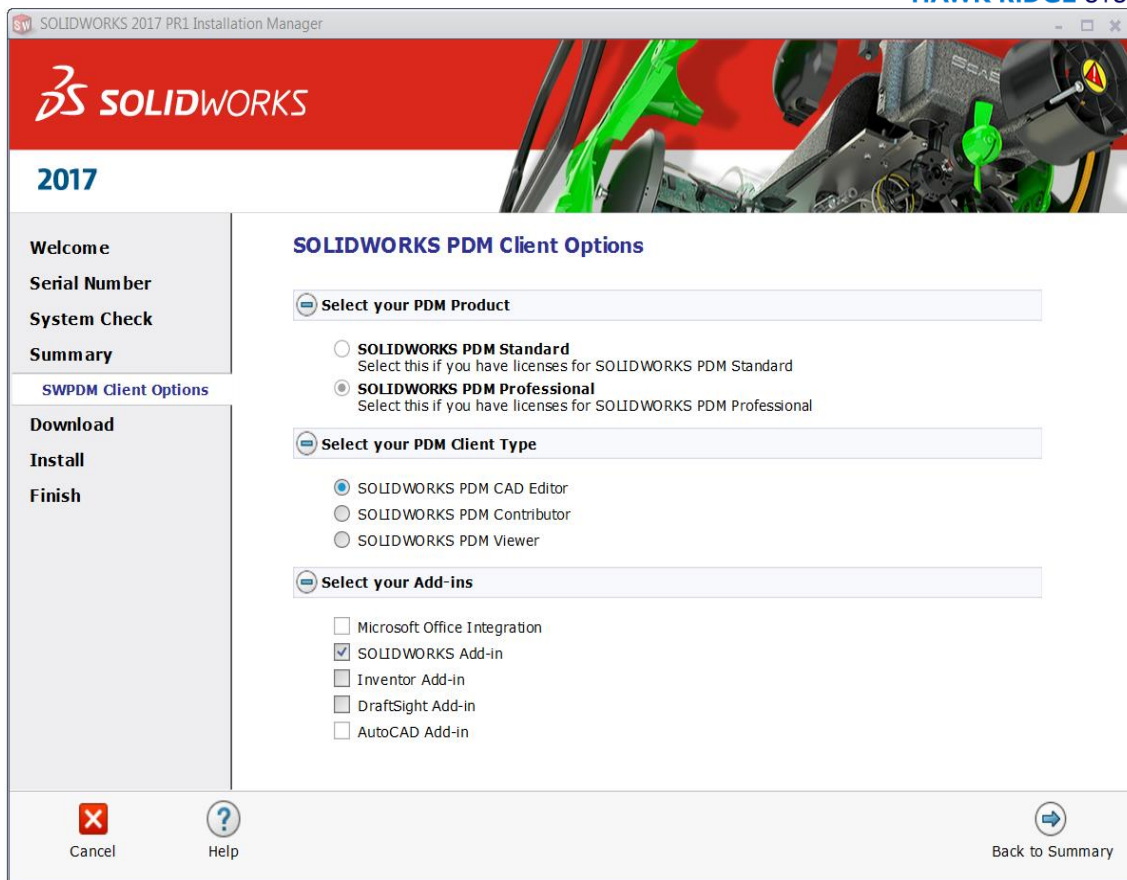 HAWK RIDGE
SOLIDWORKS 2017 PR1 Installation Manager
SOLIDWORKS
2017
Welcome
Serial Number
System Check
Summary
SWPDM Client Options
Download
Install
Finish
SOLIDWORKS PDM Client Options
Select your PDM Product
SOLIDWORKS PDM Standard
Select this if you have licenses for SOLIDWORKS PDM Standard
SOLIDWORKS PDM Professional
Select this if you have licenses for SOLIDWORKS PDM Professional
Select your PDM Client Type
SOLIDWORKS PDM CAD Editor
SOLIDWORKS PDM Contributor
SOLIDWORKS PDM Viewer
Select your Add-ins
Microsoft Office Integration
SOLIDWORKS Add-in
Inventor Add-in
DraftSight Add-in
AutoCAD Add-in
Cancel
Help
Back to Summary